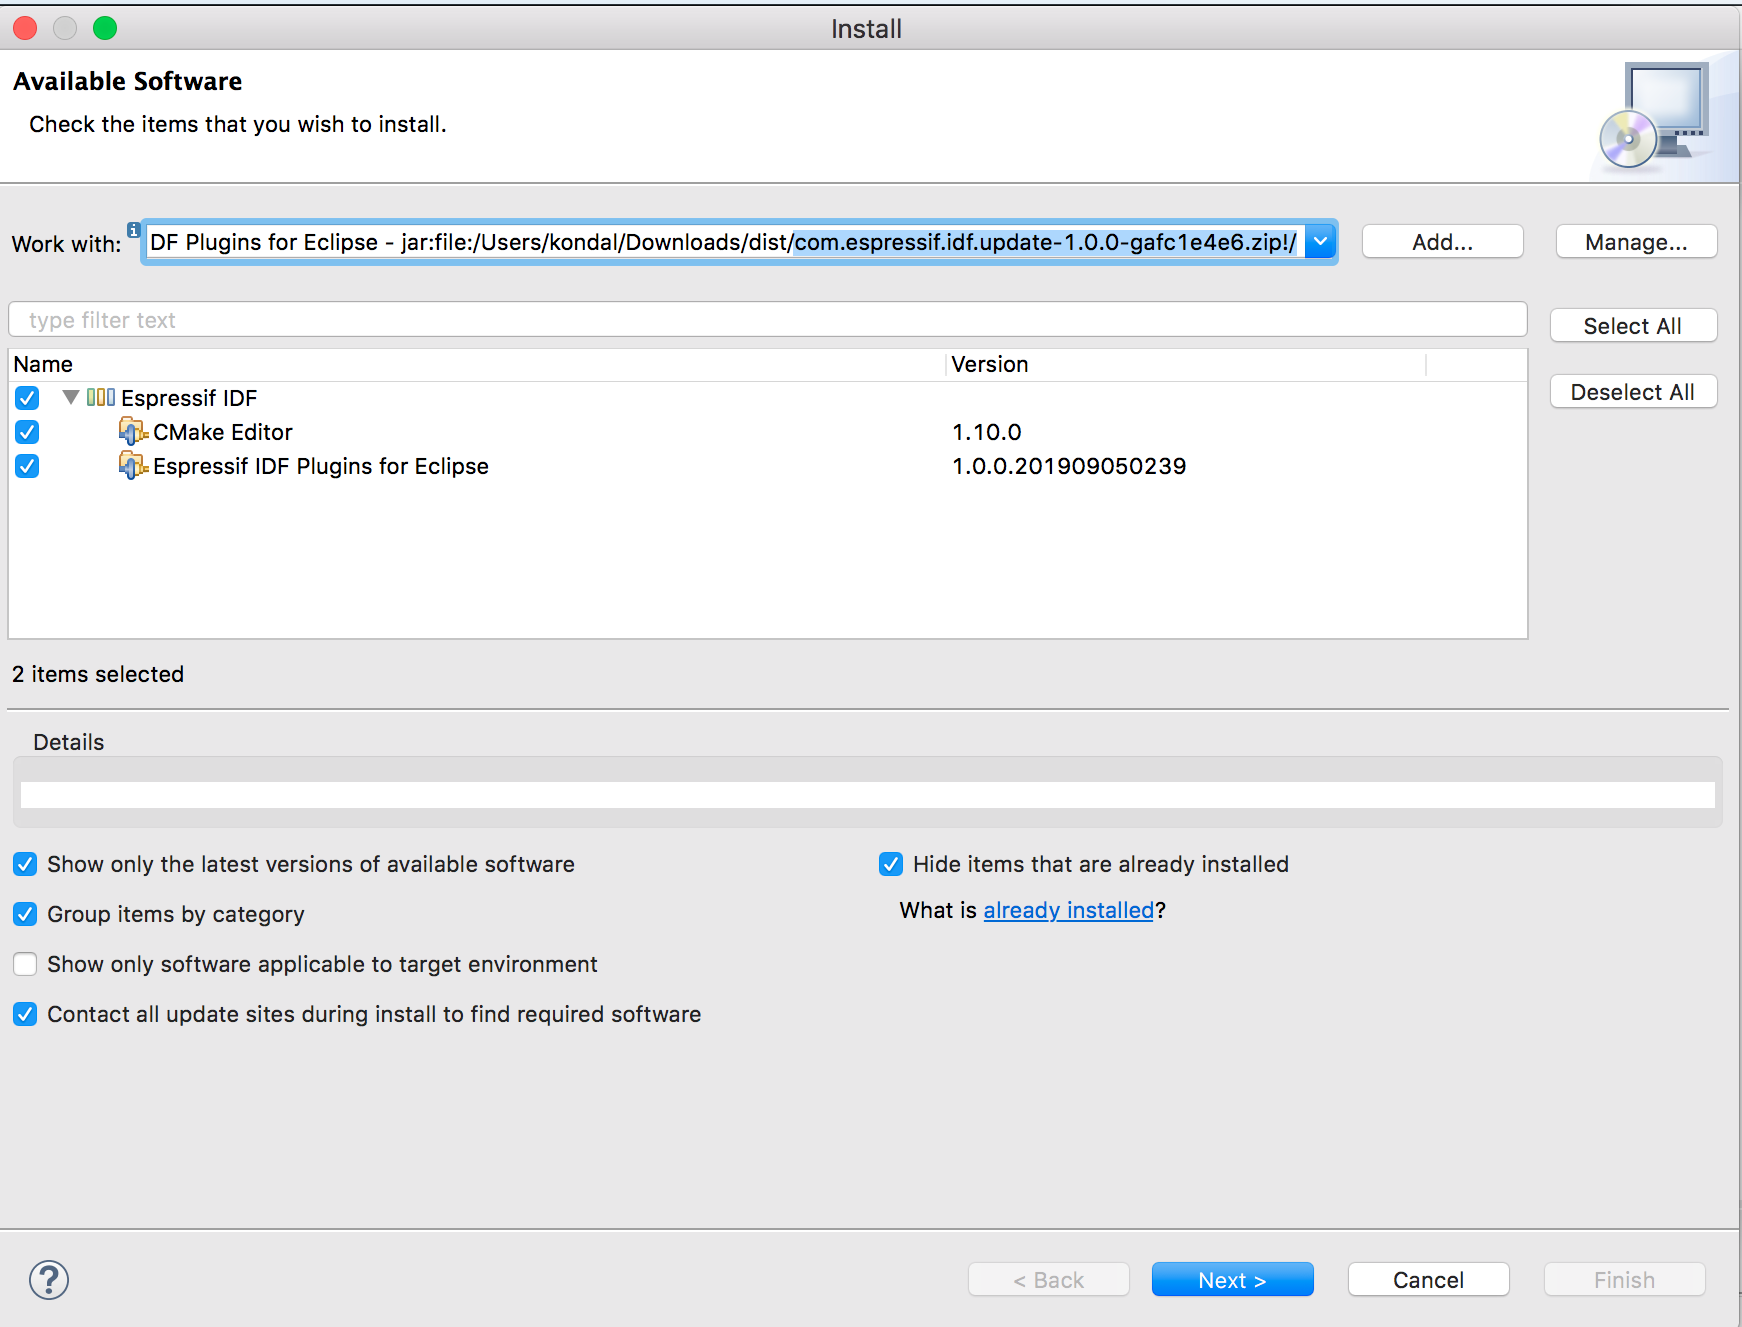 Install
Available Software
Check the items that you wish to install.
Work with: DF Plugins for Eclipse - jar:file:/Users/kondal/Downloads/dist/com.espressif.idf.update-1.0.0-gafc1e4e6.zip!/ Add... Manage...
type filter text
Select All
Name Version
Deselect All
Espressif IDF
CMake Editor 1.10.0
Espressif IDF Plugins for Eclipse 1.0.0.201909050239
2 items selected
Details
Show only the latest versions of available software Hide items that are already installed
Group items by category What is already installed?
Show only software applicable to target environment
Contact all update sites during install to find required software
? < Back Next > Cancel Finish